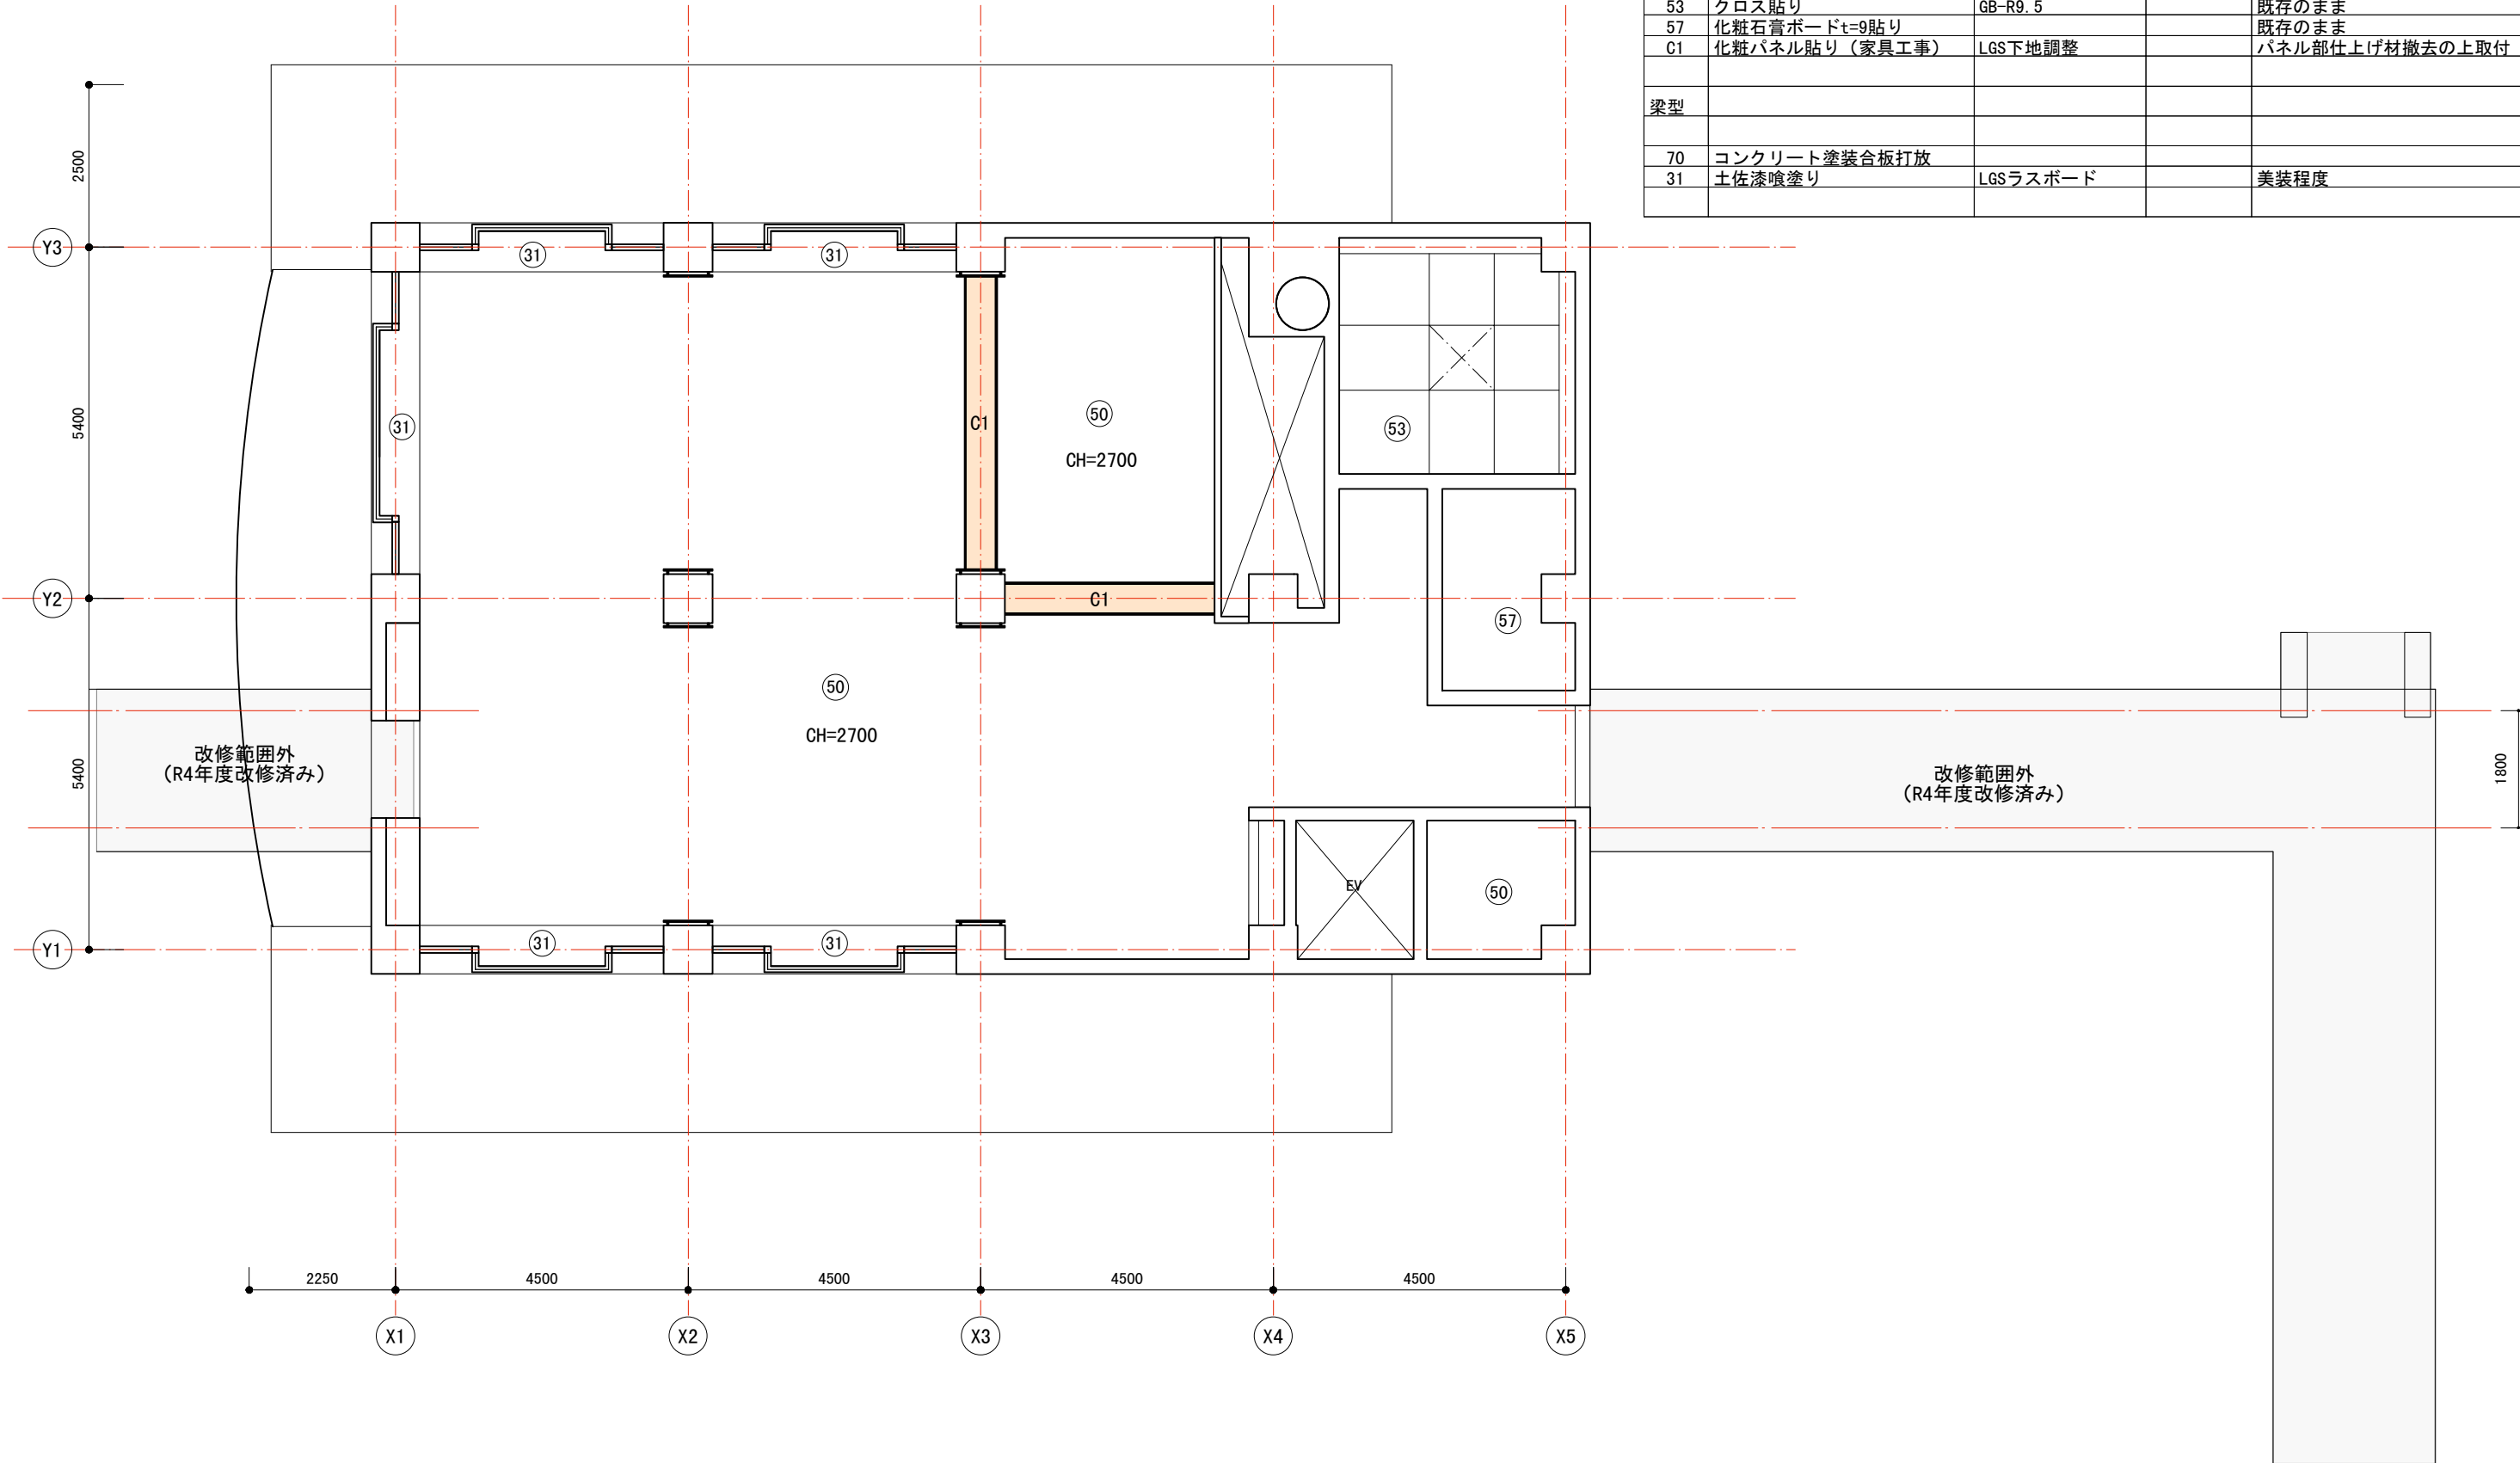 53 クロス貼り GB-R9.5 既存のまま
57 化粧石膏ボードt=9貼り 既存のまま
C1 化粧パネル貼り（家具工事） LGS下地調整 パネル部仕上げ材撤去の上取付
梁型
70 コンクリート塗装合板打放
31 土佐漆喰塗り LGSラスボード 美装程度
2500
Y3
31
31
5400
31
C1
50
CH=2700
53
Y2
C1
57
50
CH=2700
改修範囲外
（R4年度改修済み）
5400
改修範囲外
（R4年度改修済み）
1800
EV
50
Y1
31
31
2250
4500
4500
4500
4500
X1
X2
X3
X4
X5